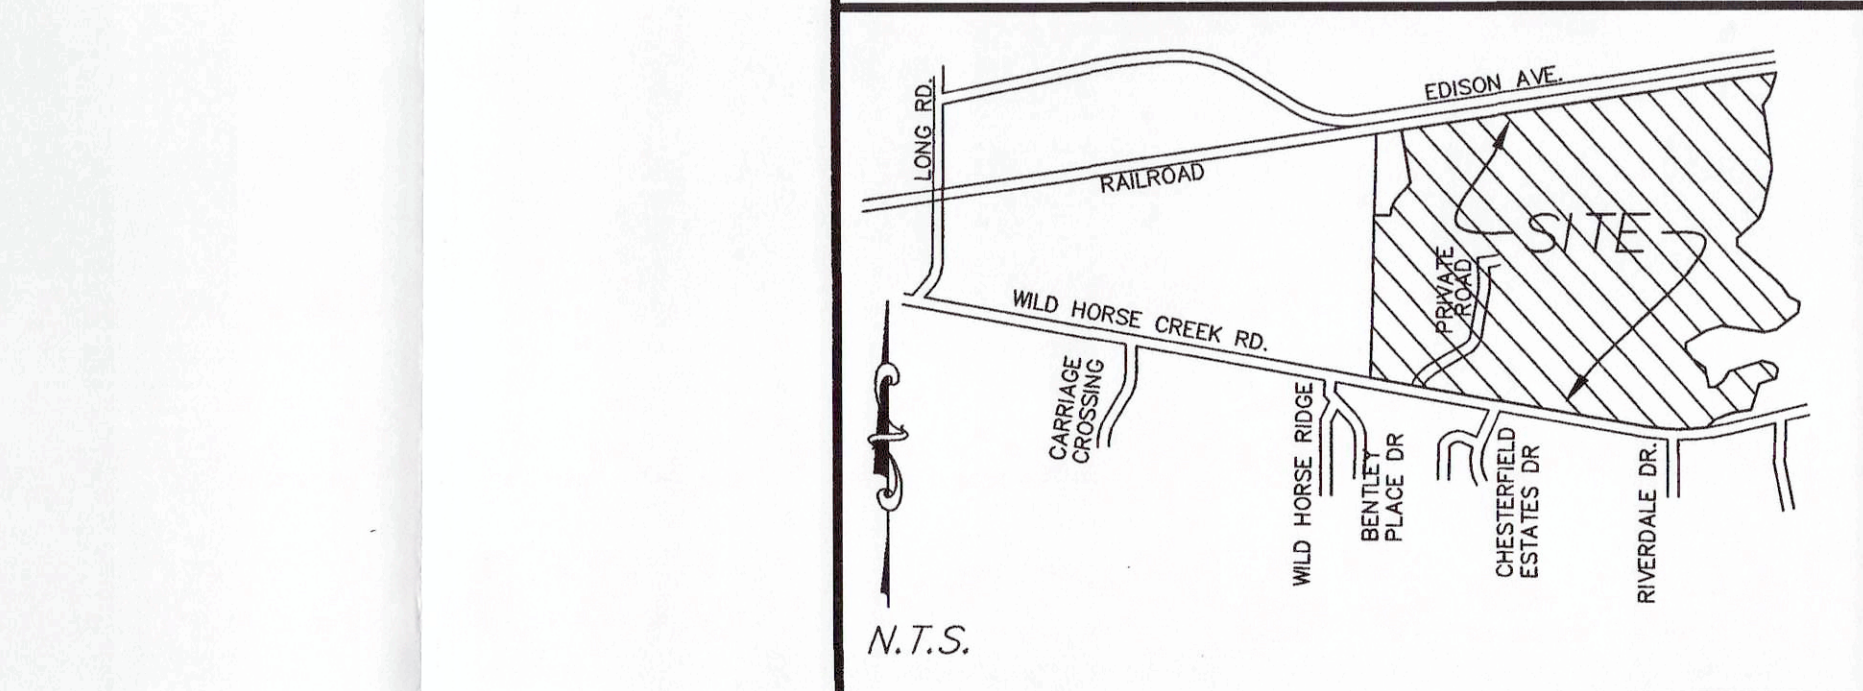 EDISON AVE.
LONG RD.
RAILROAD
SITE
PRIVATE
ROAD
WILD HORSE CREEK RD.
CARRIAGE
CROSSING
WILD HORSE RIDGE
BENTLEY
PLACE DR
CHESTERFIELD
ESTATES DR
RIVERDALE DR.
N.T.S.